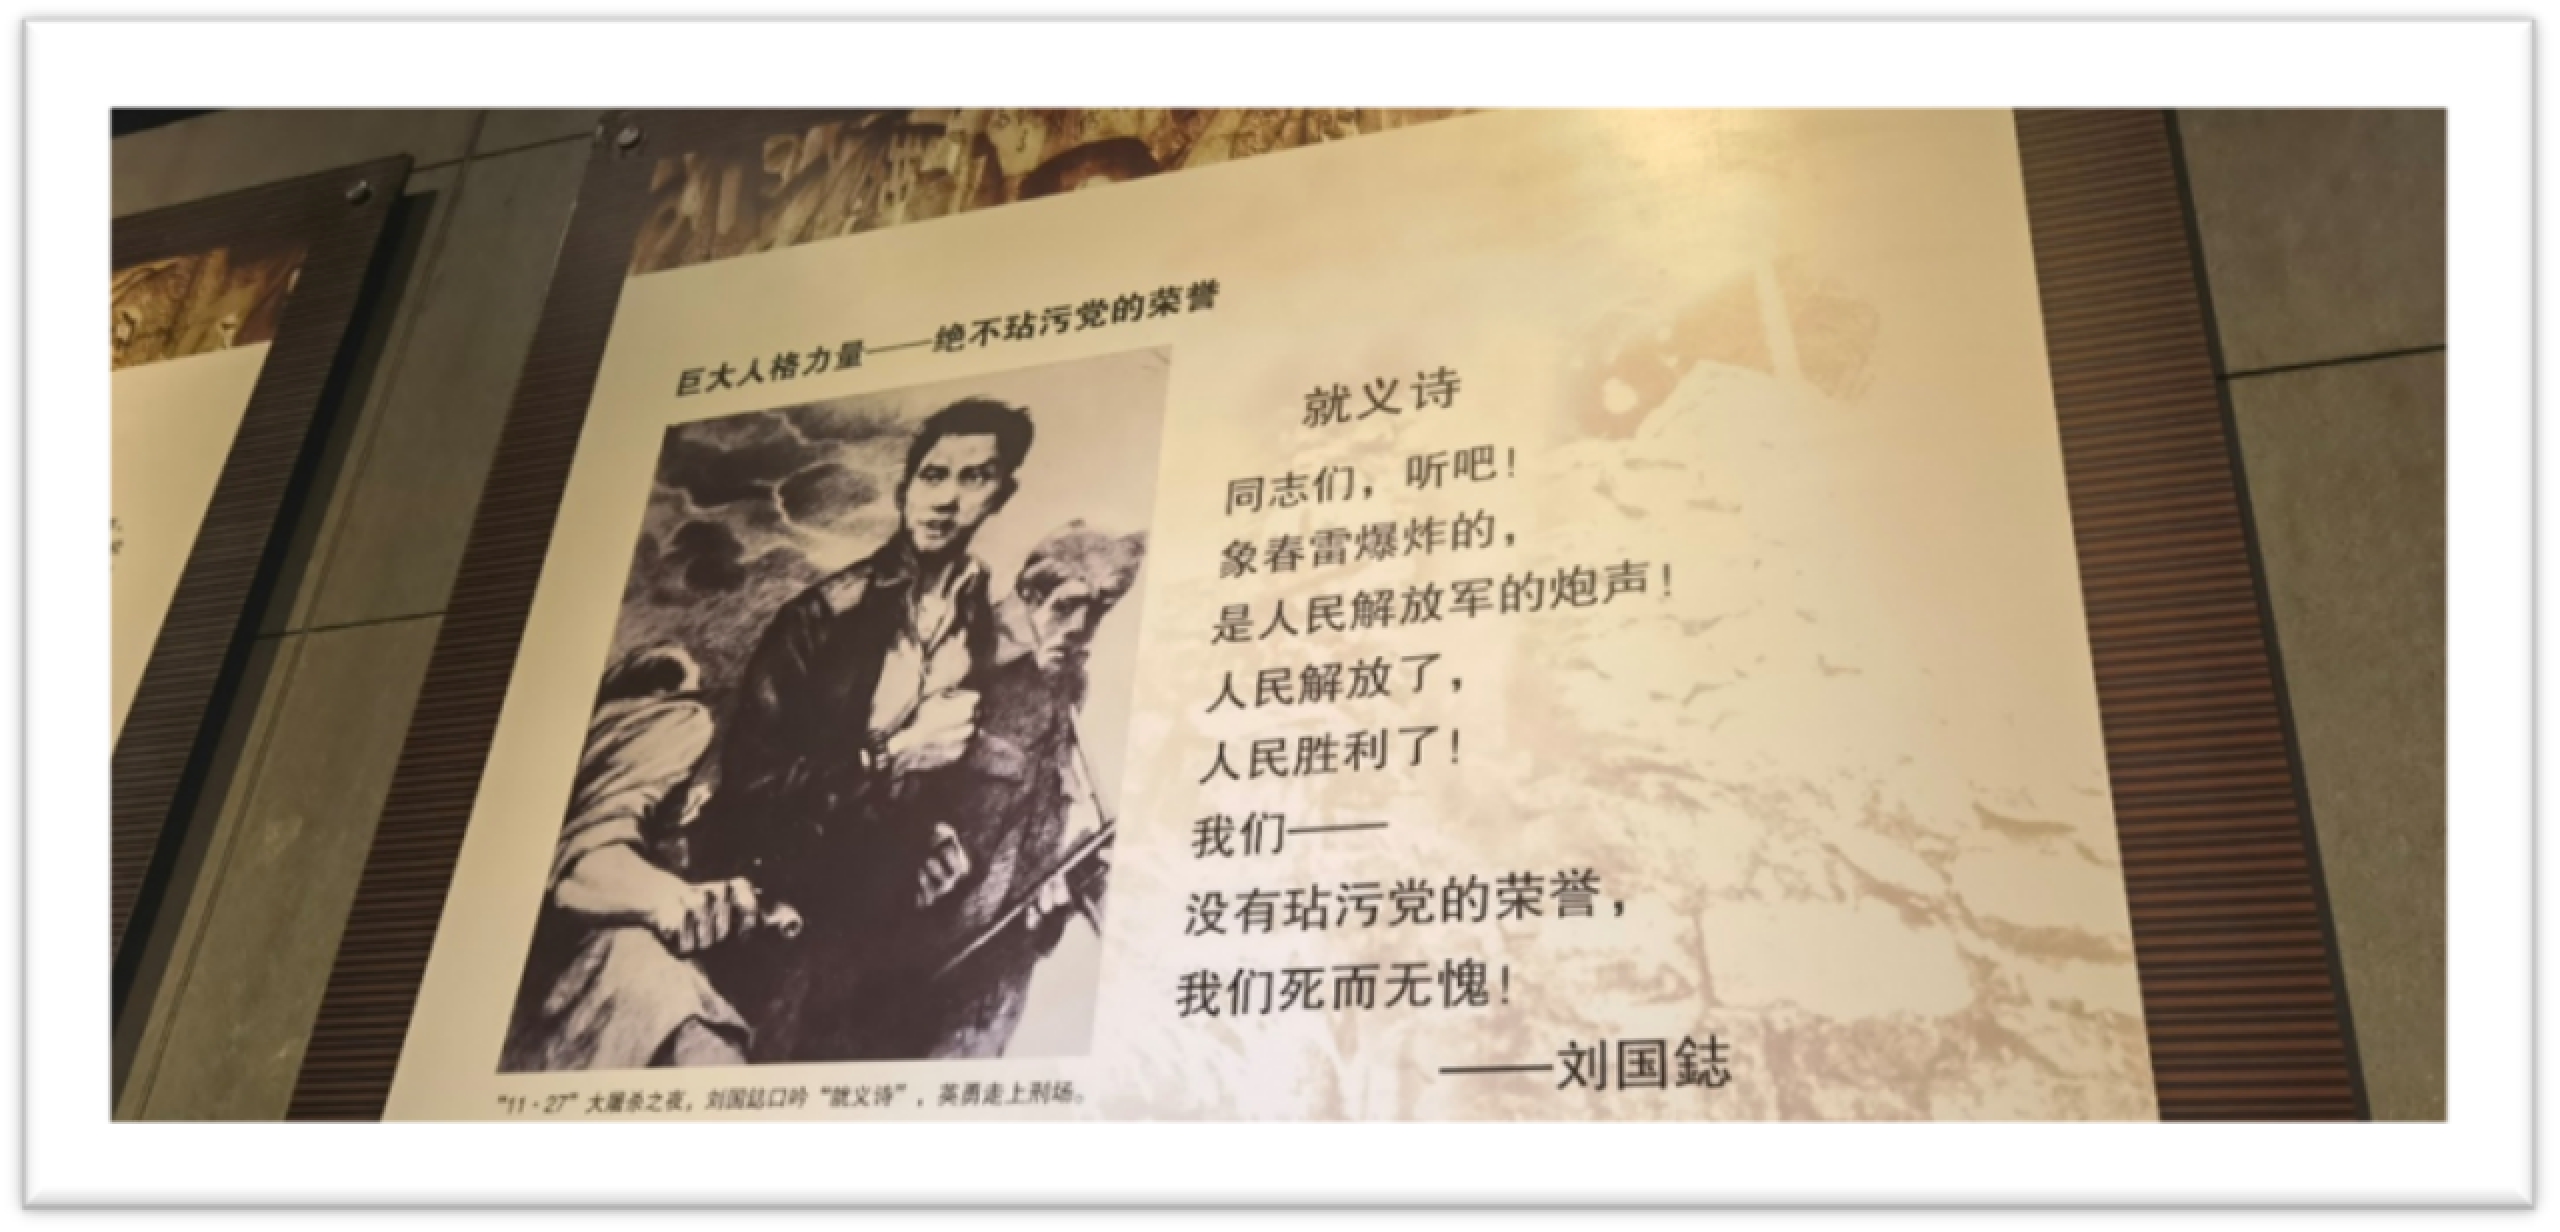 巨大人格力量——绝不玷污党的荣誉
就义诗
同志们，听吧！
象春雷爆炸的，
是人民解放军的炮声！
人民解放了，
人民胜利了！
我们——
没有玷污党的荣誉，
我们死而无愧！
——刘国鋕
“11·27”大屠杀之夜，刘国鋕口吟“就义诗”，英勇走上刑场。